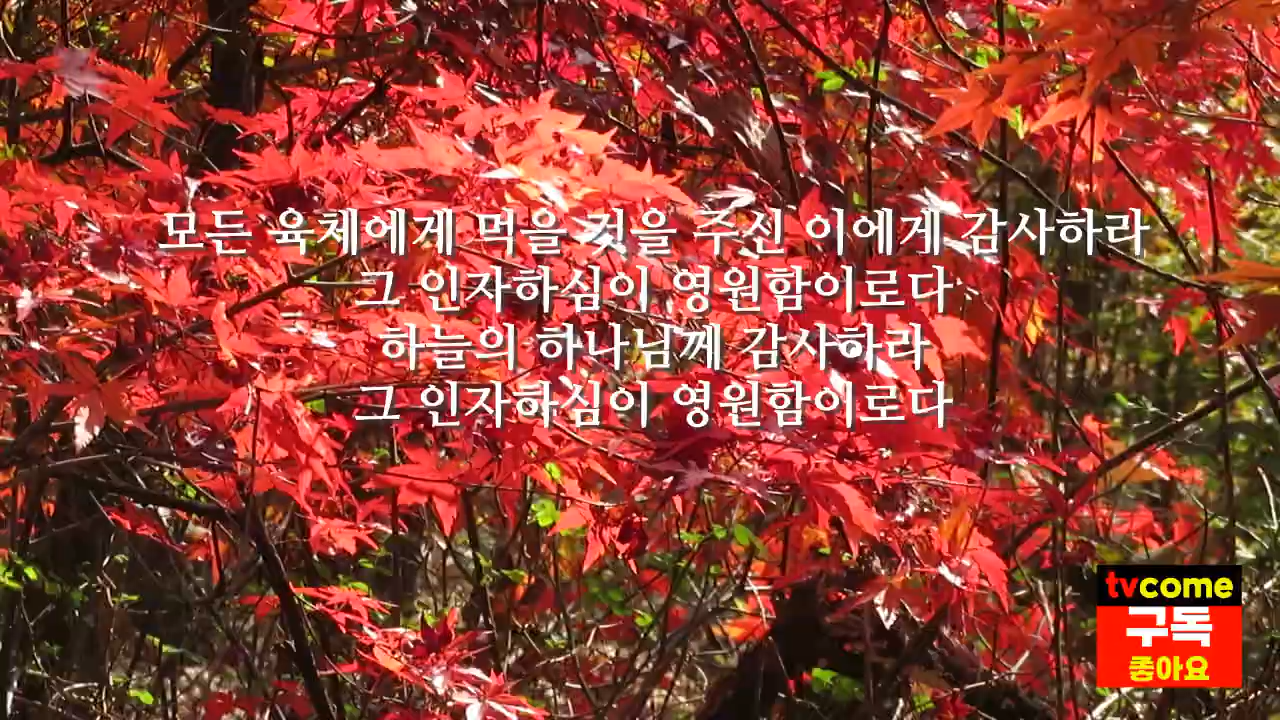 모든 육체에게 먹을 것을 주신 이에게 감사하라
그 인자하심이 영원함이로다
하늘의 하나님께 감사하라
그 인자하심이 영원함이로다
tvcome
구독
좋아요